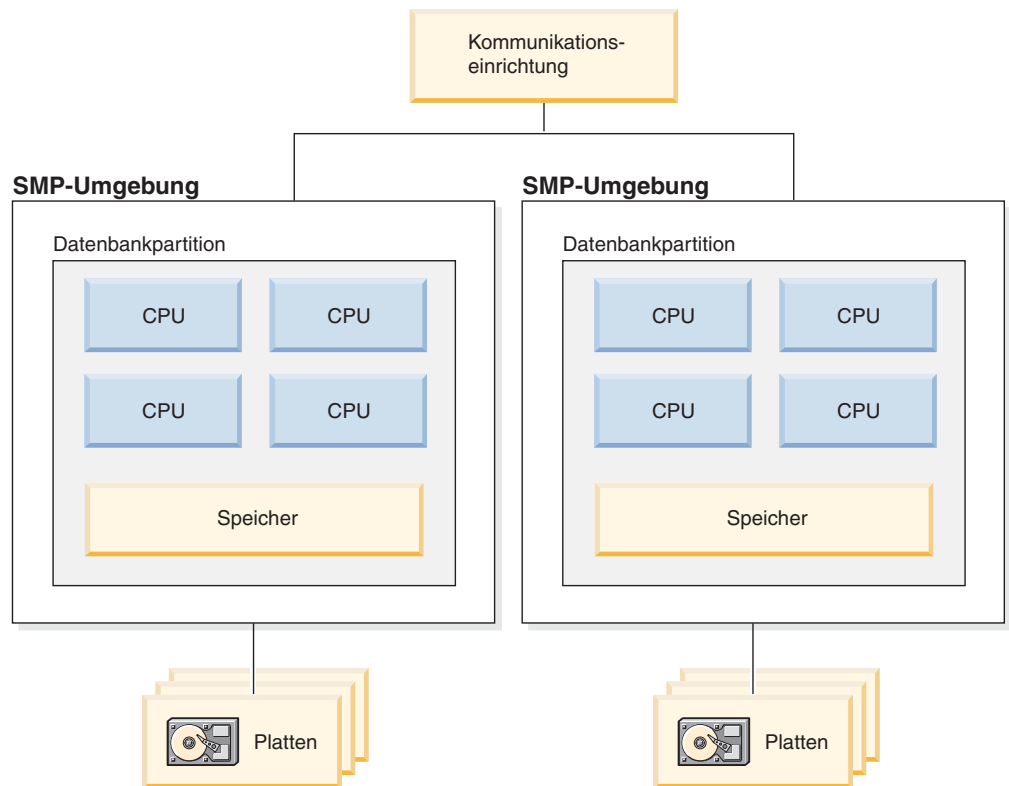 Kommunikations-
einrichtung
SMP-Umgebung
Datenbankpartition
CPU
CPU
CPU
CPU
Speicher
Platten
SMP-Umgebung
Datenbankpartition
CPU
CPU
CPU
CPU
Speicher
Platten